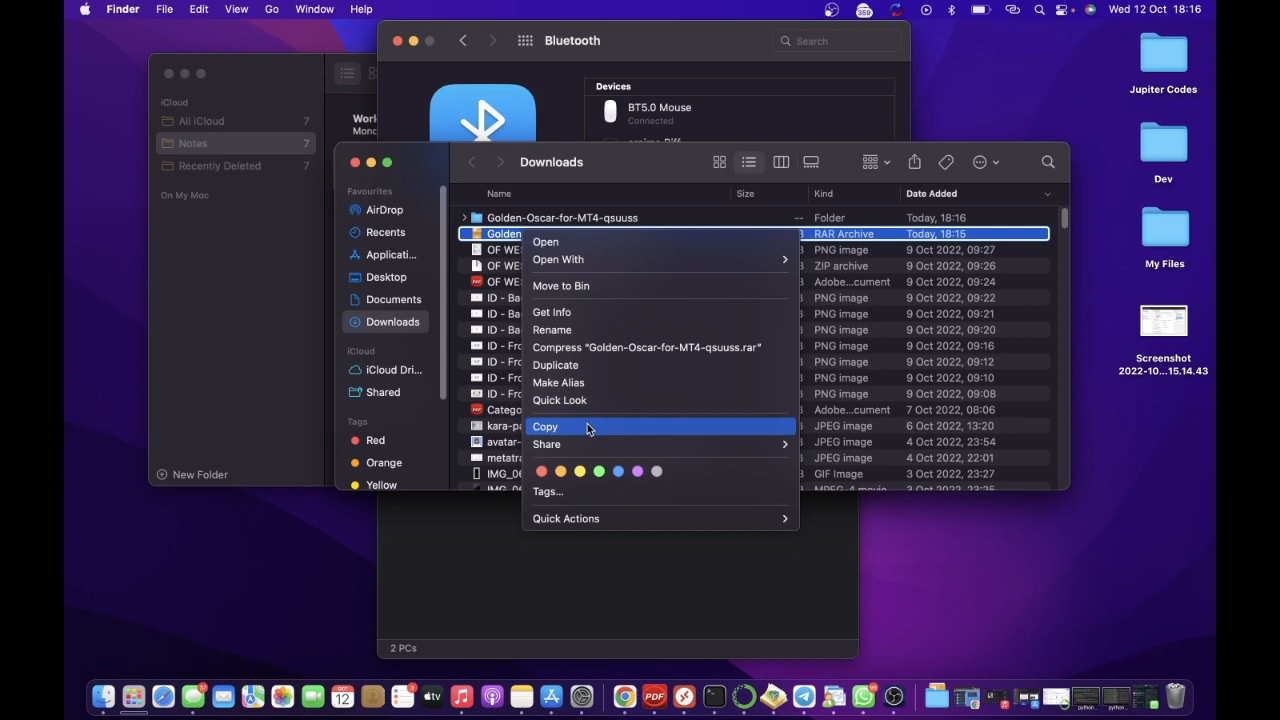 Finder File Edit View Go Window Help
359
Wed 12 Oct 18:16
Bluetooth
Search
Devices
BT5.0 Mouse
Connected
iCloud
All iCloud 7
Notes 7
Recently Deleted 7
On My Mac
New Folder
Downloads
Favourites
AirDrop
Recents
Applicati...
Desktop
Documents
Downloads
iCloud
iCloud Dri...
Shared
Tags
Red
Orange
Yellow
Name Size Kind Date Added
Golden-Oscar-for-MT4-qsuuss -- Folder Today, 18:16
Golden RAR Archive Today, 18:15
OF WE PNG image 9 Oct 2022, 09:27
OF WE ZIP archive 9 Oct 2022, 09:26
OF WE Adobe...cument 9 Oct 2022, 09:24
ID - Ba PNG image 9 Oct 2022, 09:22
ID - Ba PNG image 9 Oct 2022, 09:21
ID - Ba PNG image 9 Oct 2022, 09:20
ID - Fr PNG image 9 Oct 2022, 09:16
ID - Fr PNG image 9 Oct 2022, 09:12
ID - Fr PNG image 9 Oct 2022, 09:10
ID - Fr PNG image 9 Oct 2022, 09:08
Catego Adobe...cument 7 Oct 2022, 08:06
kara-pa JPEG image 6 Oct 2022, 13:20
avatar- JPEG image 4 Oct 2022, 23:54
metatra JPEG image 4 Oct 2022, 22:01
IMG_06 GIF Image 3 Oct 2022, 23:27
Open
Open With
Move to Bin
Get Info
Rename
Compress “Golden-Oscar-for-MT4-qsuuss.rar”
Duplicate
Make Alias
Quick Look
Copy
Share
Tags...
Quick Actions
2 PCs
Jupiter Codes
Dev
My Files
Screenshot
2022-10...15.14.43
37
OCT
12
tv
PDF